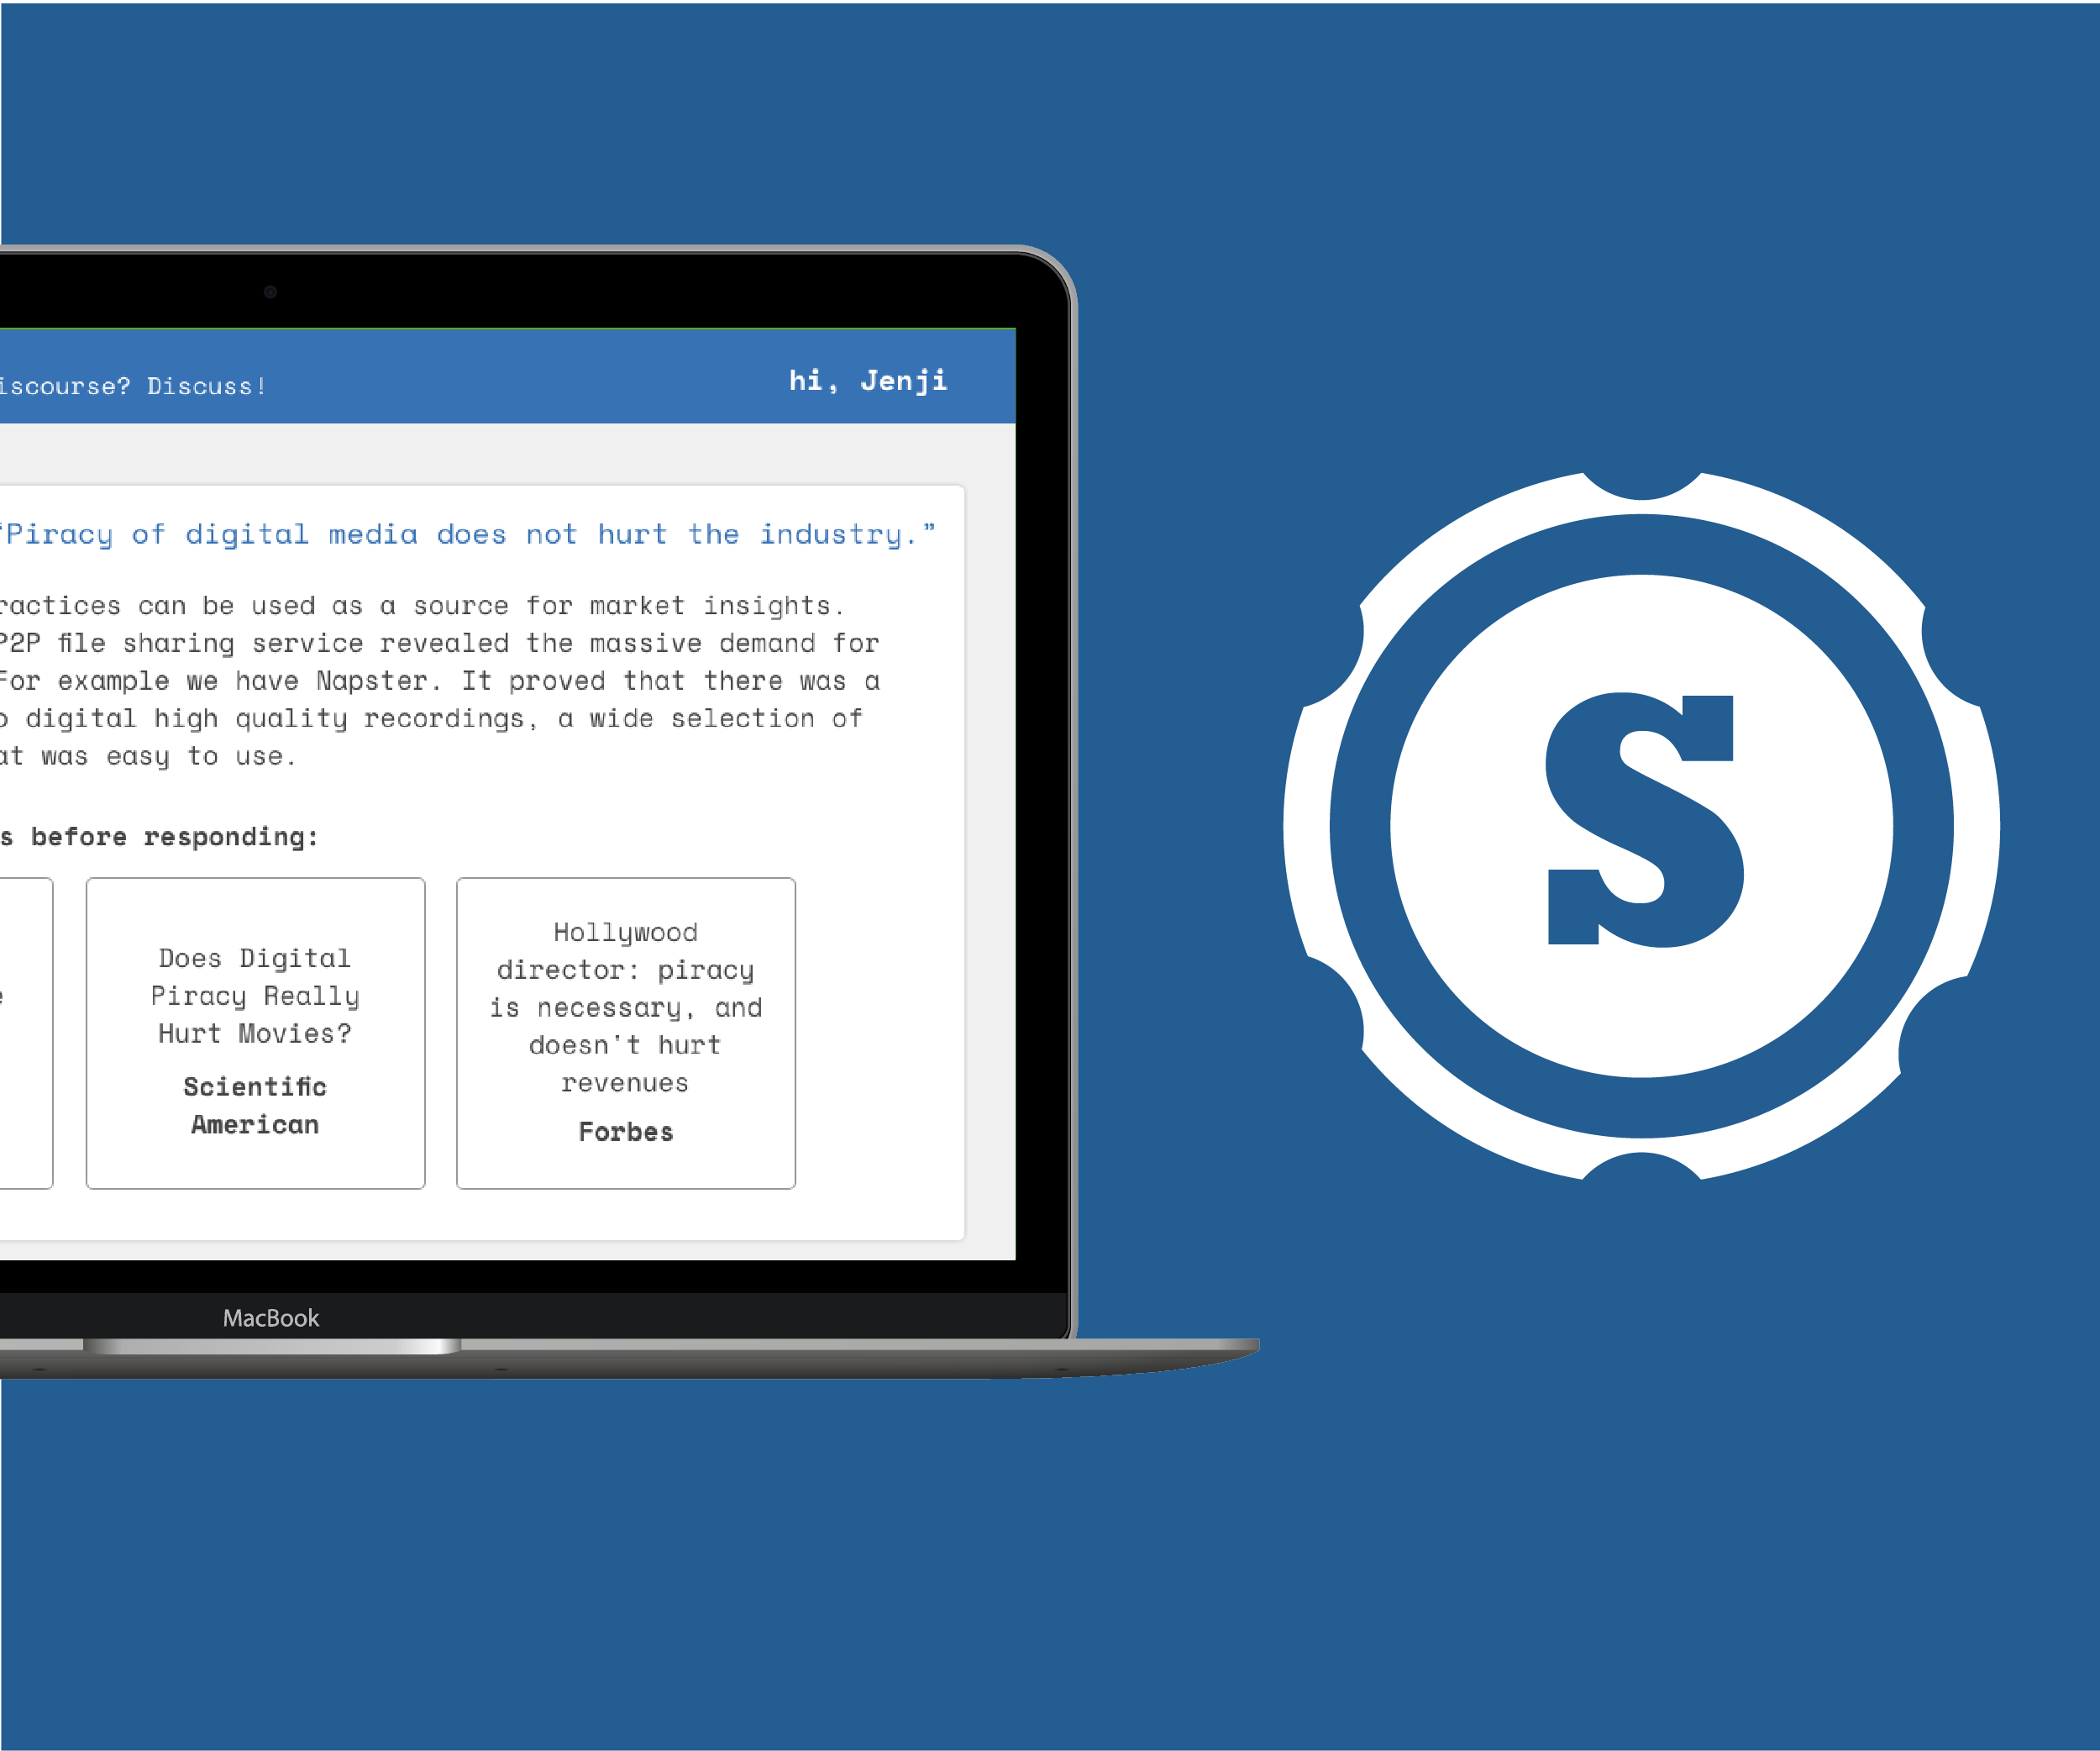 iscourse? Discuss!
hi, Jenji
“Piracy of digital media does not hurt the industry.”
ractices can be used as a source for market insights.
P2P file sharing service revealed the massive demand for
For example we have Napster. It proved that there was a
digital high quality recordings, a wide selection of
at was easy to use.
s before responding:
Does Digital
Piracy Really
Hurt Movies?
Scientific
American
Hollywood
director: piracy
is necessary, and
doesn't hurt
revenues
Forbes
MacBook
S